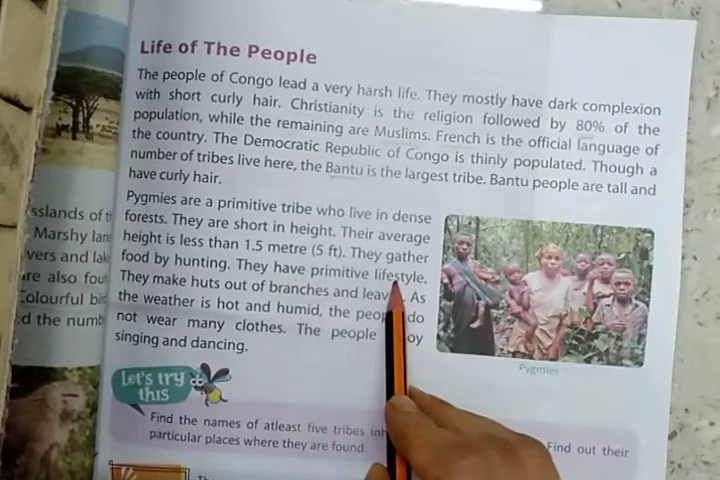 Life of The People
The people of Congo lead a very harsh life. They mostly have dark complexion
with short curly hair. Christianity is the religion followed by 80% of the
population, while the remaining are Muslims. French is the official language of
the country. The Democratic Republic of Congo is thinly populated. Though a
number of tribes live here, the Bantu is the largest tribe. Bantu people are tall and
have curly hair.
Pygmies are a primitive tribe who live in dense
forests. They are short in height. Their average
height is less than 1.5 metre (5 ft). They gather
food by hunting. They have primitive lifestyle.
They make huts out of branches and As
the weather is hot and humid, the do
not wear many clothes. The people
singing and dancing.
Pygmies
Let's try
this
Find the names of atleast five tribes
particular places where they are found.
Find out their
of
Marshy
and
are also
Colourful
the